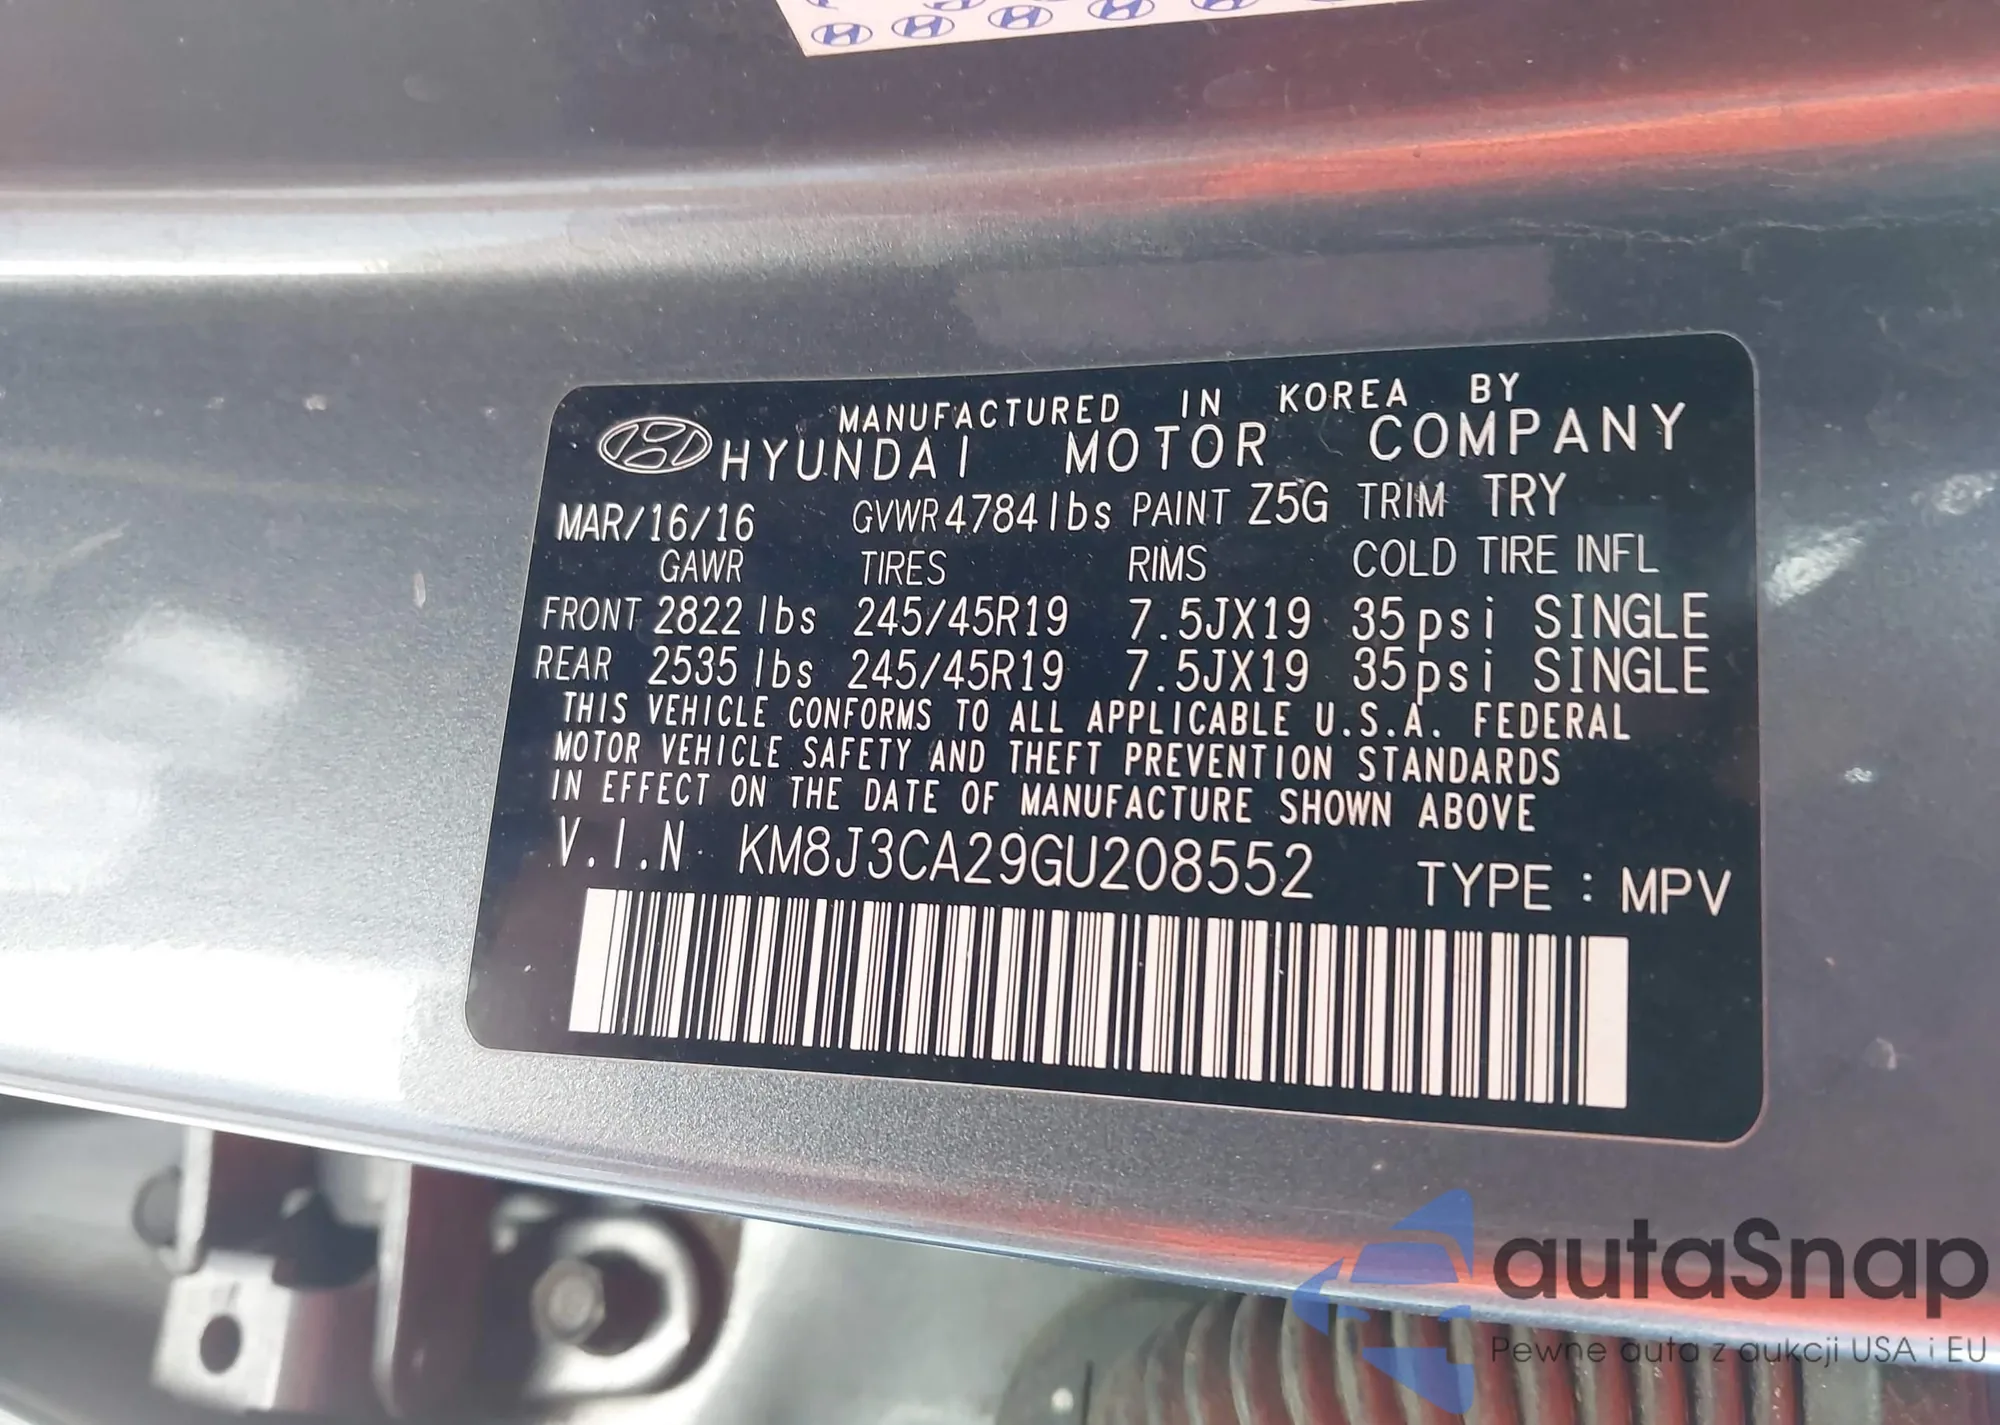 MANUFACTURED IN KOREA BY
HYUNDAI MOTOR COMPANY
MAR/16/16 GVWR 4784lbs PAINT Z5G TRIM TRY
GAWR TIRES RIMS COLD TIRE INFL
FRONT 2822 lbs 245/45R19 7.5JX19 35psi SINGLE
REAR 2535 lbs 245/45R19 7.5JX19 35psi SINGLE
THIS VEHICLE CONFORMS TO ALL APPLICABLE U.S.A. FEDERAL
MOTOR VEHICLE SAFETY AND THEFT PREVENTION STANDARDS
IN EFFECT ON THE DATE OF MANUFACTURE SHOWN ABOVE
V.I.N KM8J3CA29GU208552 TYPE : MPV
autaSnap
Pewne auta z aukcji USA i EU